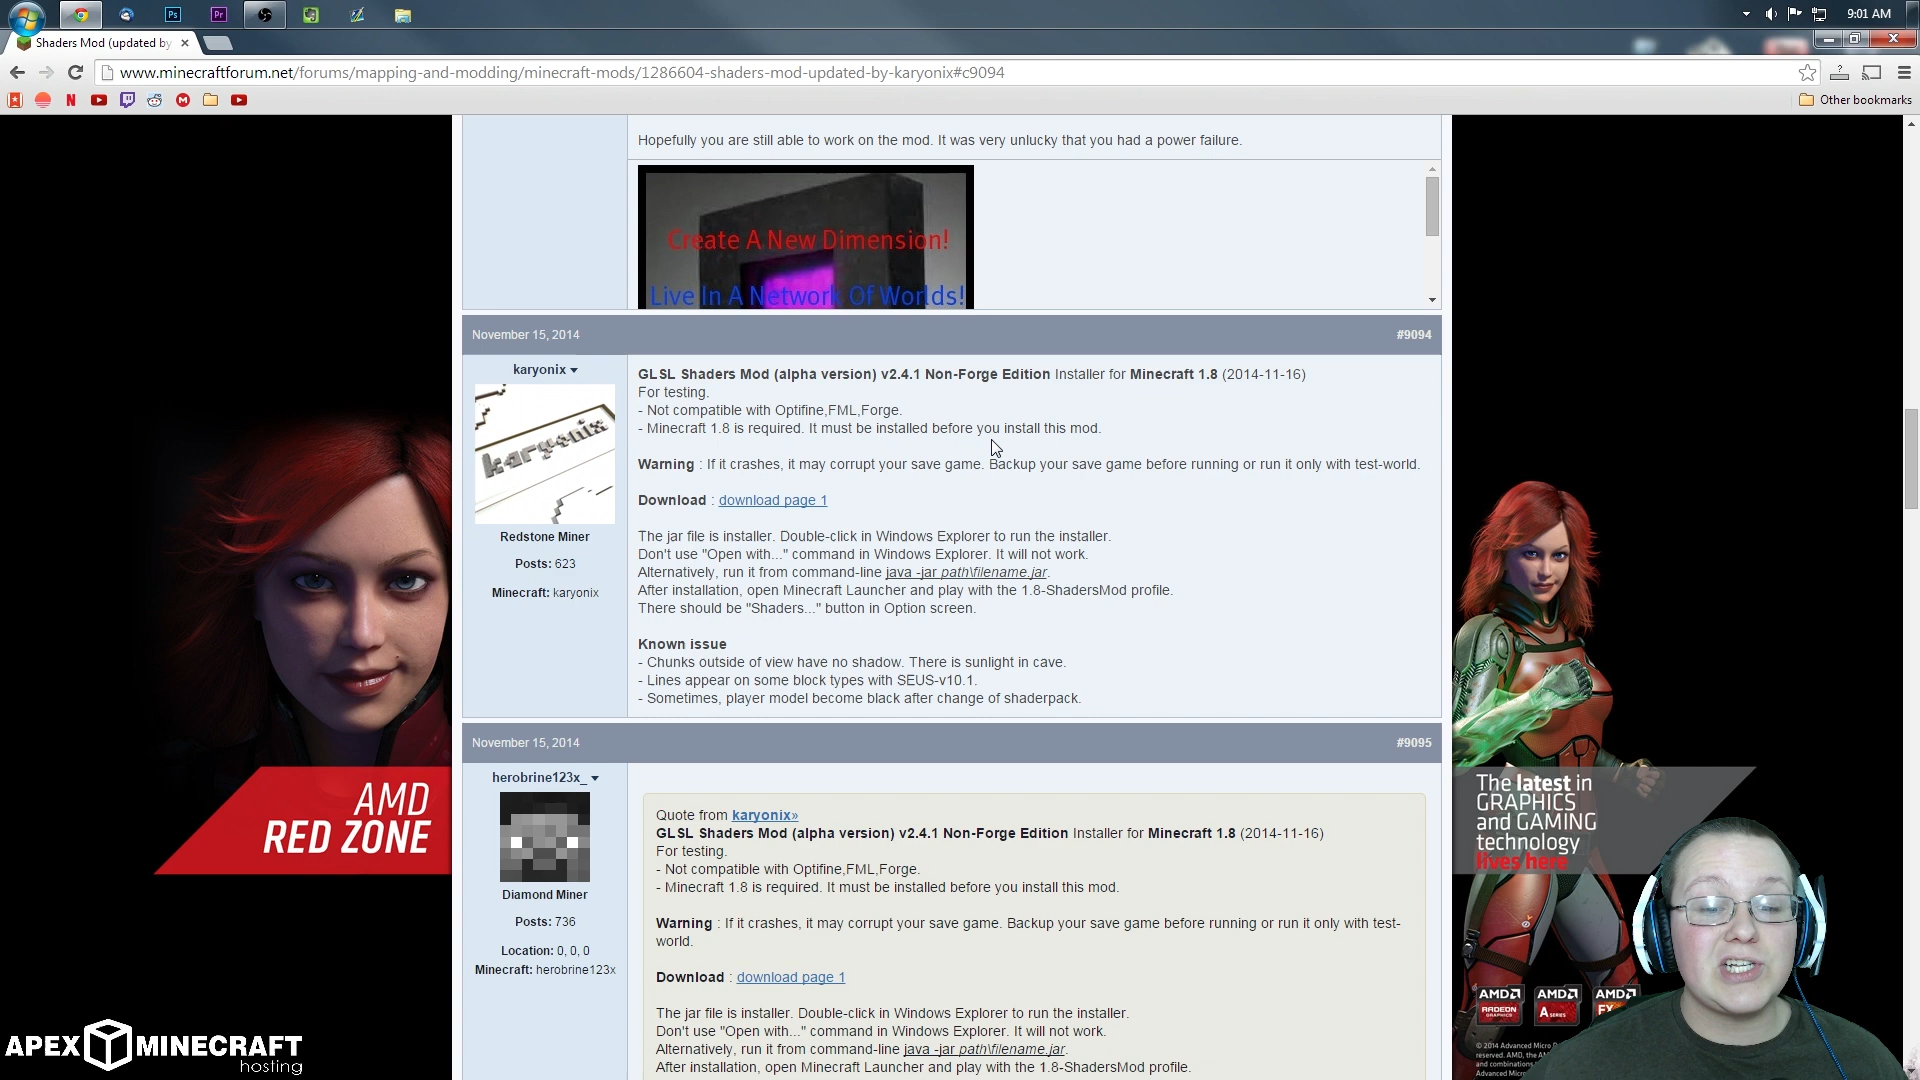 9:01 AM
Shaders Mod (updated by
www.minecraftforum.net/forums/mapping-and-modding/minecraft-mods/1286604-shaders-mod-updated-by-karyonix#c9094
Other bookmarks
Hopefully you are still able to work on the mod. It was very unlucky that you had a power failure.
Create A New Dimension!
Live In A Network Of Worlds!
November 15, 2014
#9094
karyonix
karyonix
Redstone Miner
Posts: 623
Minecraft: karyonix
GLSL Shaders Mod (alpha version) v2.4.1 Non-Forge Edition Installer for Minecraft 1.8 (2014-11-16)
For testing.
- Not compatible with Optifine,FML,Forge.
- Minecraft 1.8 is required. It must be installed before you install this mod.
Warning : If it crashes, it may corrupt your save game. Backup your save game before running or run it only with test-world.
Download : download page 1
The jar file is installer. Double-click in Windows Explorer to run the installer.
Don't use "Open with..." command in Windows Explorer. It will not work.
Alternatively, run it from command-line java -jar path\filename.jar.
After installation, open Minecraft Launcher and play with the 1.8-ShadersMod profile.
There should be "Shaders..." button in Option screen.
Known issue
- Chunks outside of view have no shadow. There is sunlight in cave.
- Lines appear on some block types with SEUS-v10.1.
- Sometimes, player model become black after change of shaderpack.
November 15, 2014
#9095
herobrine123x_
Diamond Miner
Posts: 736
Location: 0, 0, 0
Minecraft: herobrine123x
Quote from karyonix»
GLSL Shaders Mod (alpha version) v2.4.1 Non-Forge Edition Installer for Minecraft 1.8 (2014-11-16)
For testing.
- Not compatible with Optifine,FML,Forge.
- Minecraft 1.8 is required. It must be installed before you install this mod.
Warning : If it crashes, it may corrupt your save game. Backup your save game before running or run it only with test-
world.
Download : download page 1
The jar file is installer. Double-click in Windows Explorer to run the installer.
Don't use "Open with..." command in Windows Explorer. It will not work.
Alternatively, run it from command-line java -jar path\filename.jar.
After installation, open Minecraft Launcher and play with the 1.8-ShadersMod profile.
AMD
RED ZONE
The latest in
GRAPHICS
and GAMING
technology
lives here
AMD
RADEON
GRAPHICS
AMD
A SERIES
AMD
FX
© 2014 Advanced Micro
reserved. AMD, the AM
and combinations
Advanced Micro
APEX MINECRAFT
hosting